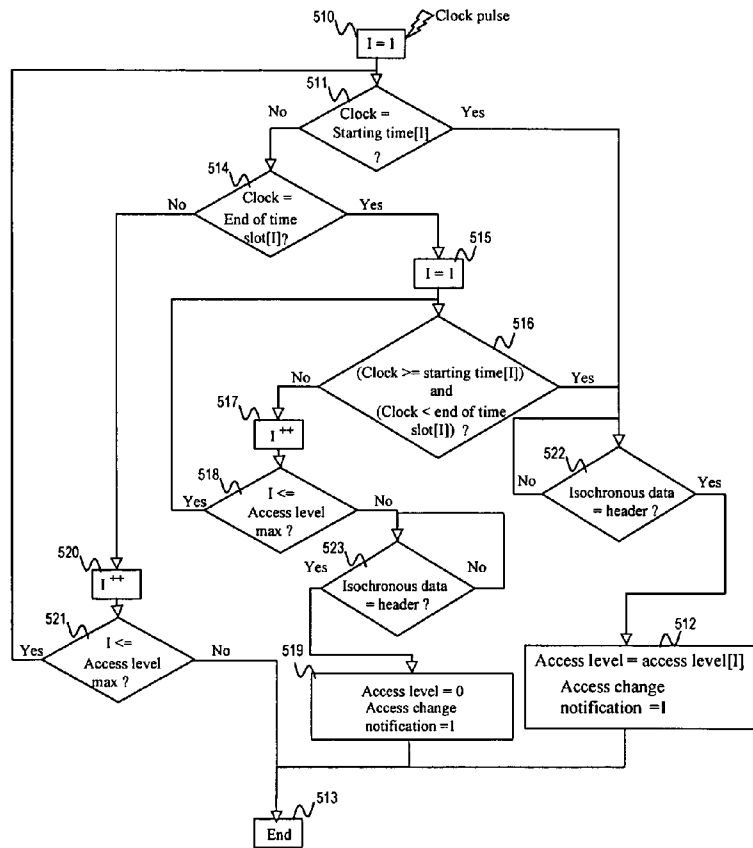 510
Clock pulse
I = 1
511
No
Yes
Clock =
Starting time[I]
?
514
No
Yes
Clock =
End of time
slot[I]?
515
I = 1
516
No
Yes
(Clock >= starting time[I])
and
(Clock < end of time
slot[I]) ?
517
I ++
518
Yes
No
I <=
Access level
max ?
522
No
Yes
Isochronous data
= header ?
523
Yes
No
Isochronous data
= header ?
520
I ++
521
Yes
No
I <=
Access level
max ?
519
Access level = 0
Access change
notification =1
512
Access level = access level[I]
Access change
notification =1
513
End